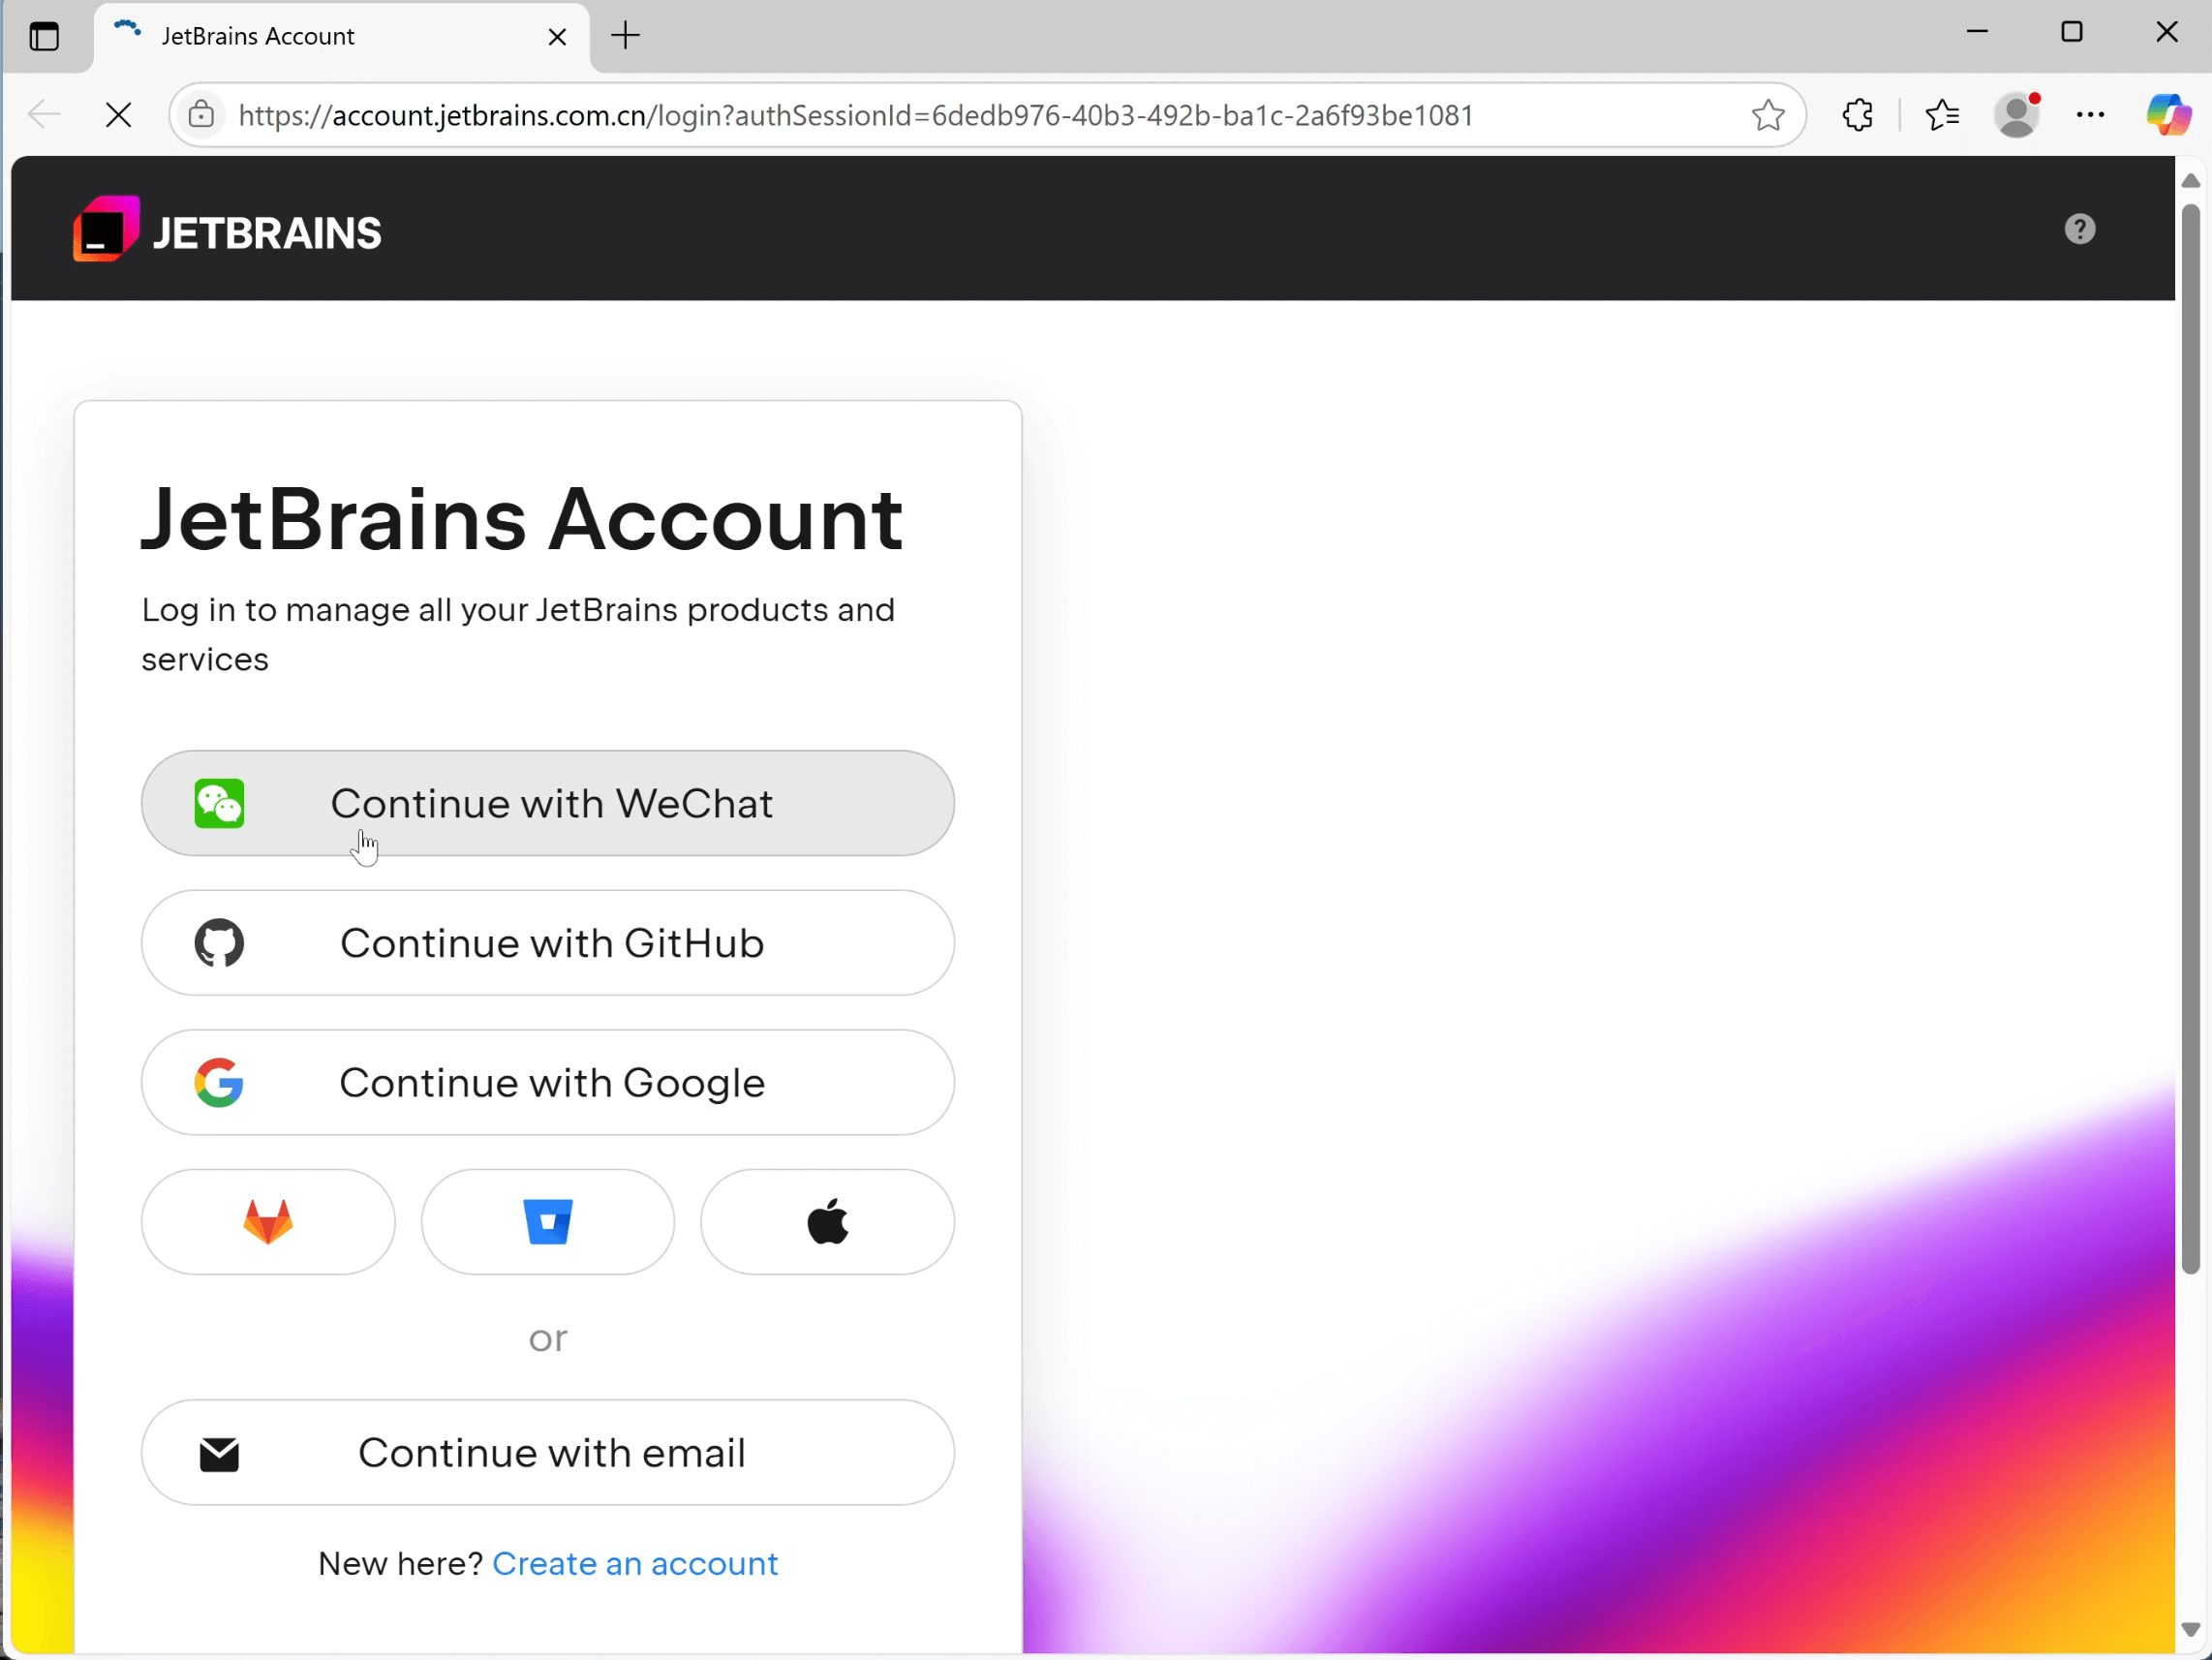 JetBrains Account
https://account.jetbrains.com.cn/login?authSessionId=6dedb976-40b3-492b-ba1c-2a6f93be1081
JETBRAINS
?
JetBrains Account
Log in to manage all your JetBrains products and
services
Continue with WeChat
Continue with GitHub
Continue with Google
or
Continue with email
New here? Create an account